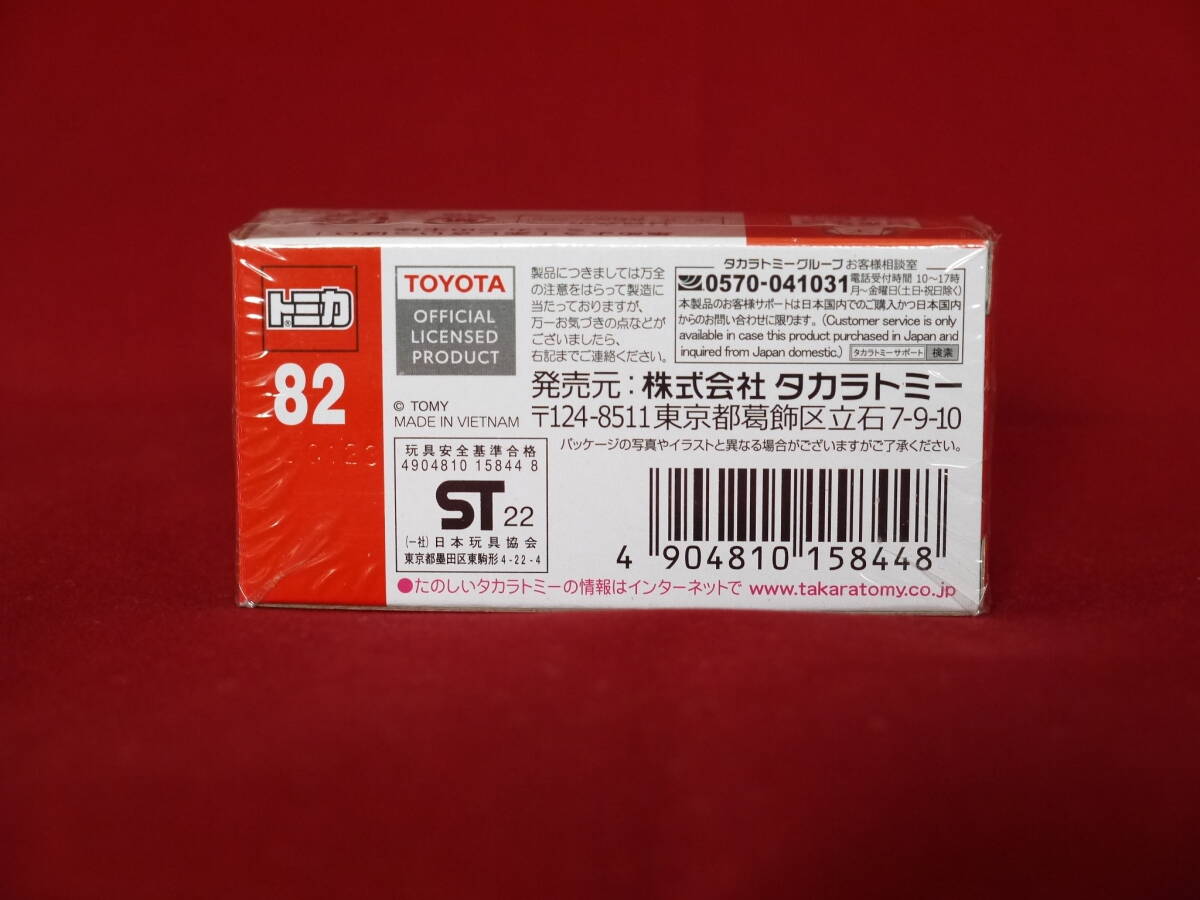 トミカ
82
TOYOTA
OFFICIAL
LICENSED
PRODUCT
© TOMY
MADE IN VIETNAM
製品につきましては万全
の注意をはらって製造に
当たっておりますが、
万一お気づきの点などが
ございましたら、
右記までご連絡ください。
タカラトミーグループ お客様相談室
0570-041031 電話受付時間 10〜17時
月〜金曜日(土・日・祝日除く)
本製品のお客様サポートは日本国内でのご購入かつ日本国内
からのお問い合わせに限ります。(Customer service is only
available in case this product purchased in Japan and
inquired from Japan domestic.) タカラトミーサポート 検索
発売元:株式会社 タカラトミー
〒124-8511 東京都葛飾区立石7-9-10
パッケージの写真やイラストと異なる場合がございますがご了承ください。
玩具安全基準合格
4904810 15844 8
ST 22
(一社)日本玩具協会
東京都墨田区東駒形4-22-4
4 904810 158448
●たのしいタカラトミーの情報はインターネットで www.takaratomy.co.jp